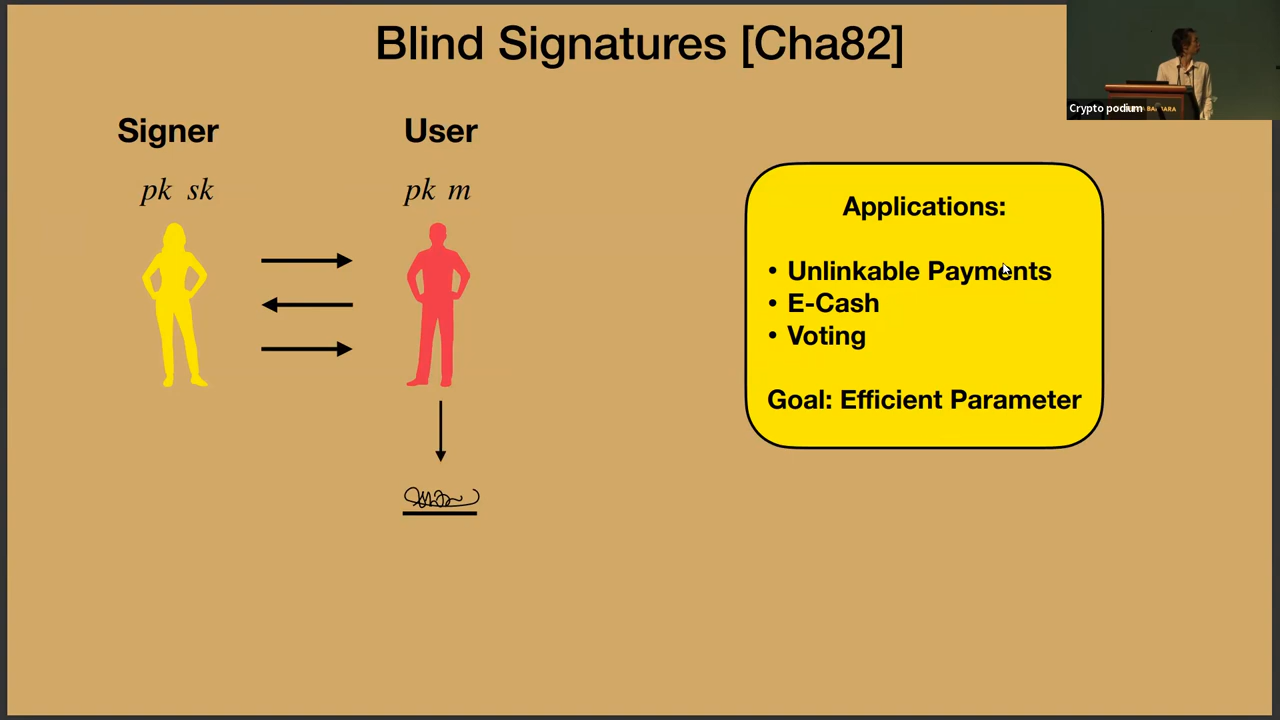 Blind Signatures [Cha82]
Crypto podium
Signer
User
pk sk
pk m
Applications:
• Unlinkable Payments
• E-Cash
• Voting
Goal: Efficient Parameter